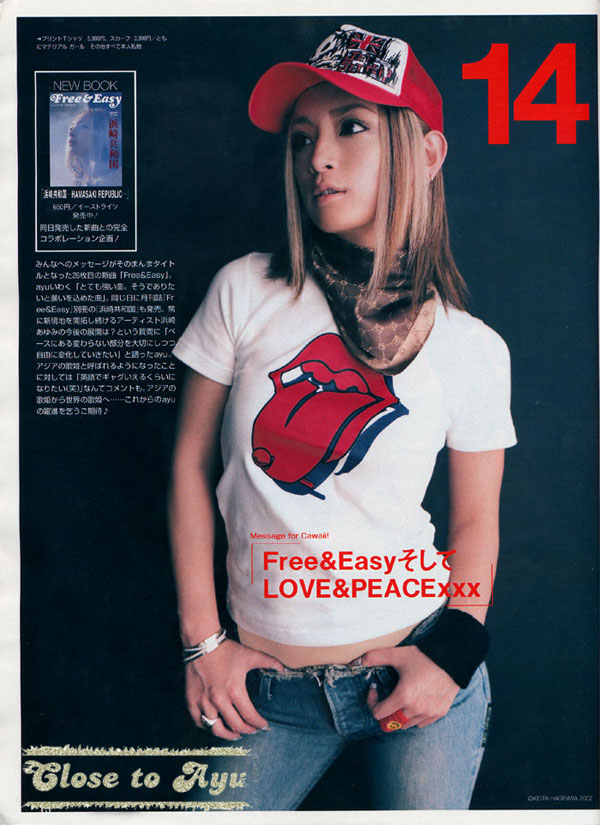 ➔プリントTシャツ 5,900円、スカーフ 3,900円／とも
にマテリアル ガール　その他すべて本人私物
14
NEW BOOK
Free&Easy
浜崎共和国
「浜崎共和国　HAMASAKI REPUBLIC　」
650円／イーストライツ
発売中！
同日発売した新曲との完全
コラボレーション企画！
みんなへのメッセージがそのまんまタイト
ルとなった26枚目の新曲「Free&Easy」。
ayuいわく「とても強い曲。そうでありた
いと願いを込めた曲」。同じ日に月刊誌「Fr
ee&Easy」別冊の「浜崎共和国」も発売。常
に新境地を開拓し続けるアーティスト浜崎
あゆみの今後の展開は？という質問に「ベ
ースにある変わらない部分を大切にしつつ
自由に変化していきたい」と語ったayu。
アジアの歌姫と呼ばれるようになったこと
に対しては「英語でギャグいえるくらいに
なりたい(笑)」なんてコメントも。アジアの
歌姫から世界の歌姫へ……これからのayu
の躍進を乞うご期待♪
Message for Cawaii!
Free&Easyそして
LOVE&PEACExxx
Close to Ayu
©KEITA HAGINIWA 2002